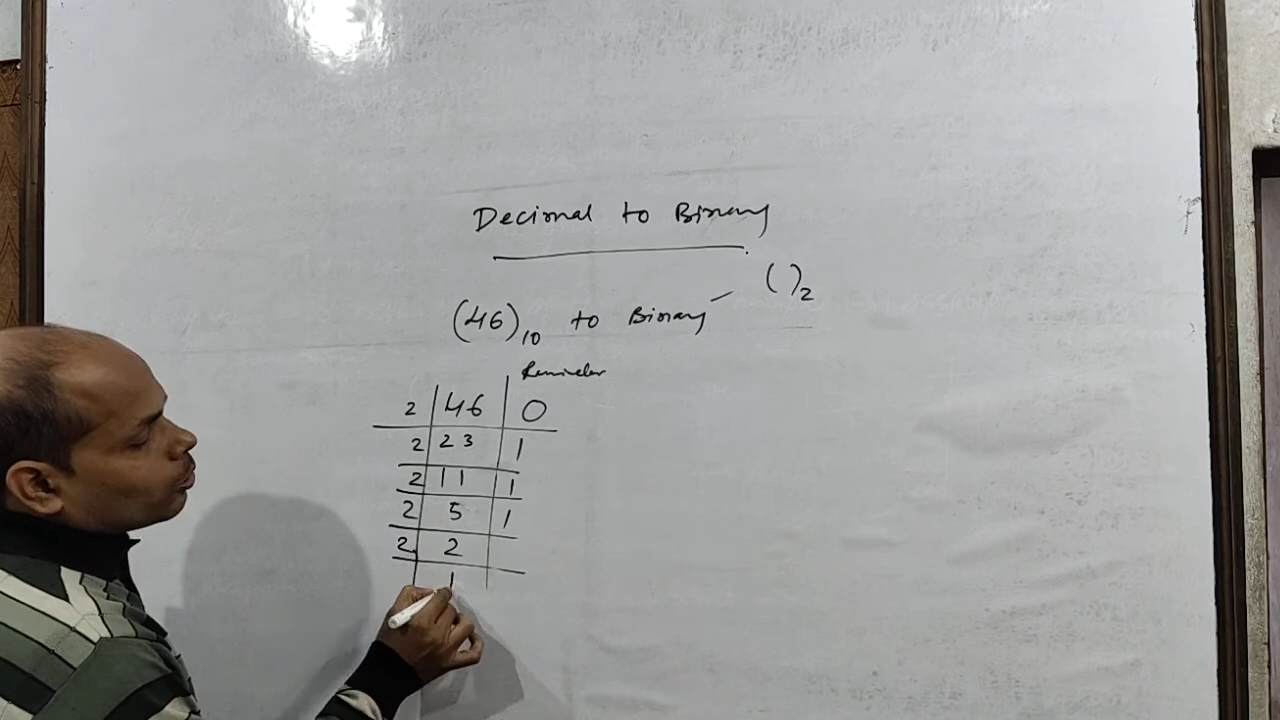 Decimal to Binary
( )2
(46)10 to Binary
Reminder
2 46 0
2 23 1
2 11 1
2 5 1
2 2
1